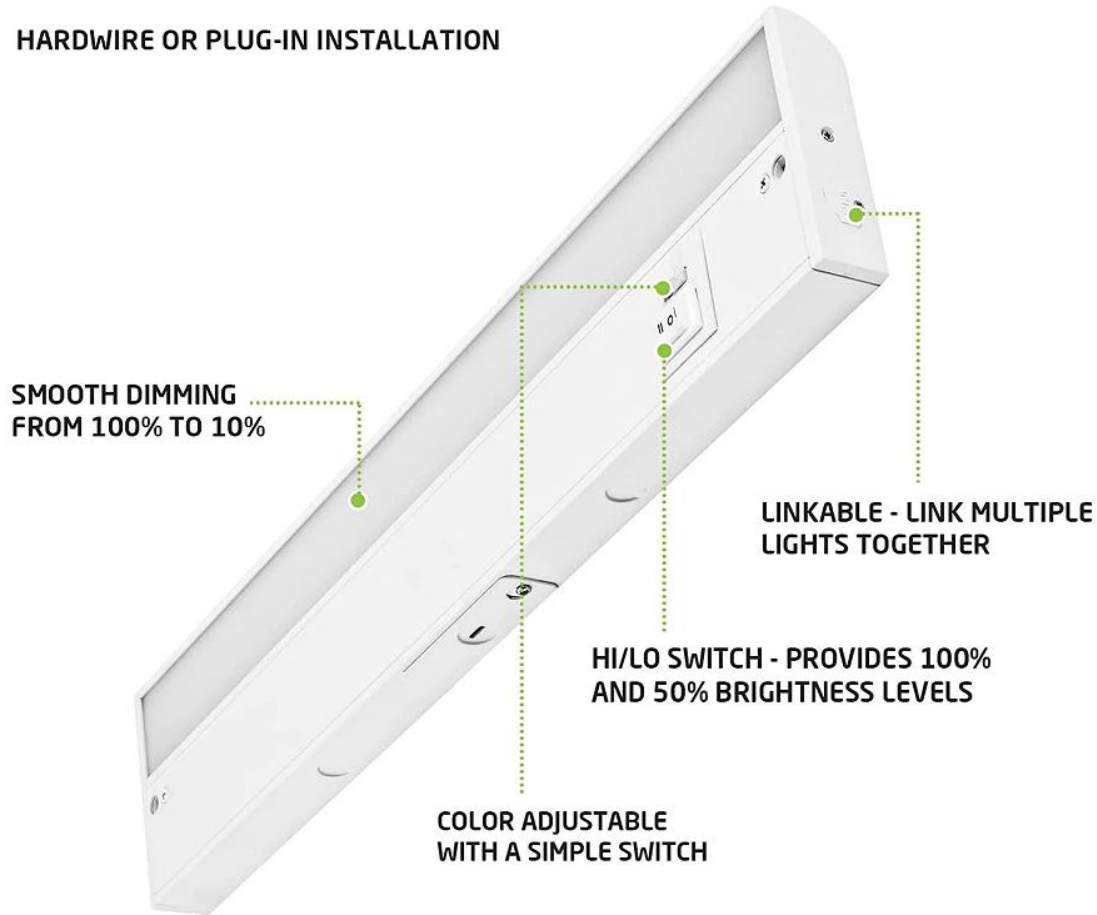 HARDWIRE OR PLUG-IN INSTALLATION
SMOOTH DIMMING
FROM 100% TO 10%
LINKABLE - LINK MULTIPLE
LIGHTS TOGETHER
HI/LO SWITCH - PROVIDES 100%
AND 50% BRIGHTNESS LEVELS
COLOR ADJUSTABLE
WITH A SIMPLE SWITCH
II O I